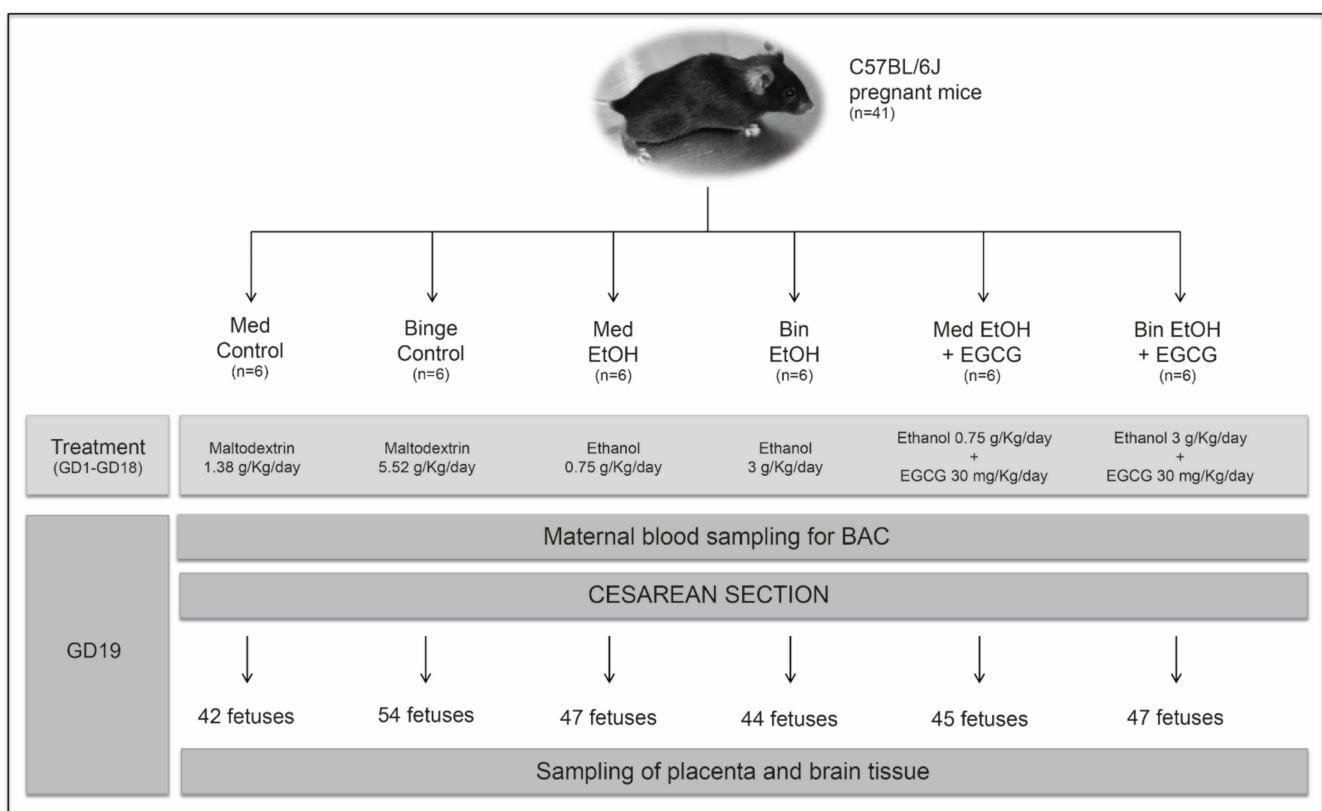 C57BL/6J
pregnant mice
(n=41)
Med
Control
(n=6)
Binge
Control
(n=6)
Med
EtOH
(n=6)
Bin
EtOH
(n=6)
Med EtOH
+ EGCG
(n=6)
Bin EtOH
+ EGCG
(n=6)
Treatment
(GD1-GD18)
Maltodextrin
1.38 g/Kg/day
Maltodextrin
5.52 g/Kg/day
Ethanol
0.75 g/Kg/day
Ethanol
3 g/Kg/day
Ethanol 0.75 g/Kg/day
+
EGCG 30 mg/Kg/day
Ethanol 3 g/Kg/day
+
EGCG 30 mg/Kg/day
GD19
Maternal blood sampling for BAC
CESAREAN SECTION
42 fetuses
54 fetuses
47 fetuses
44 fetuses
45 fetuses
47 fetuses
Sampling of placenta and brain tissue